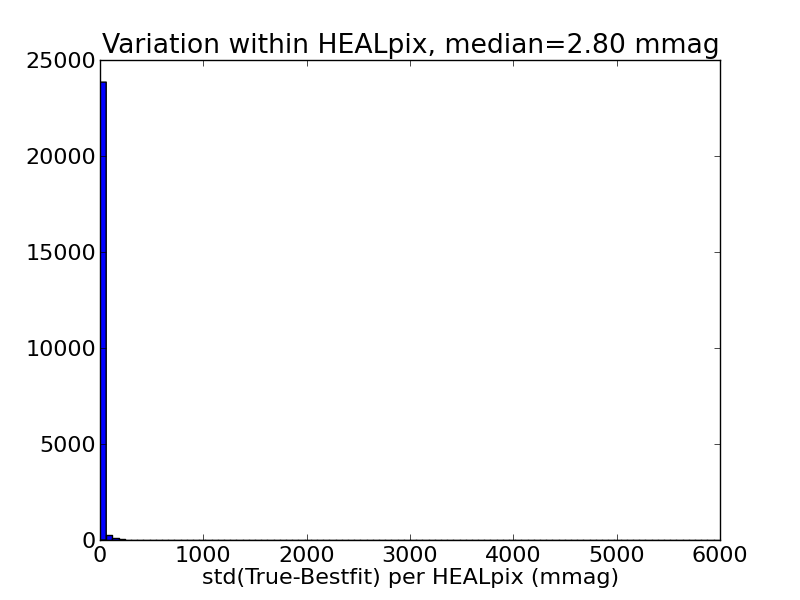 Variation within HEALpix, median=2.80 mmag
25000
20000
15000
10000
5000
0
0 1000 2000 3000 4000 5000 6000
std(True-Bestfit) per HEALpix (mmag)